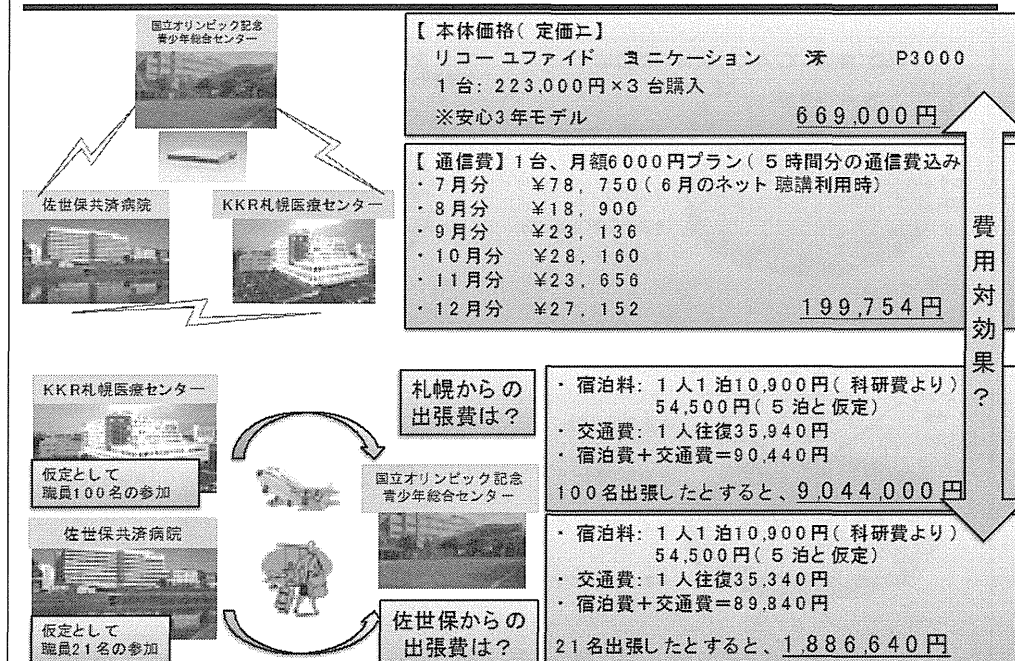 国立オリンピック記念
青少年総合センター
佐世保共済病院
KKR札幌医療センター
【 本体価格( 定価ニ】
リコー ユファイド ヨニケーション P3000
1 台: 223,000円×3 台購入
※安心3 年モデル 669,000円
【 通信費】1 台、月額6000円プラン( 5 時間分の通信費込み
・ 7 月分 ¥78, 750( 6 月のネット 聴講利用時)
・ 8 月分 ¥18, 900
・ 9 月分 ¥23, 136
・ 10 月分 ¥28, 160
・ 11 月分 ¥23, 656
・ 12 月分 ¥27, 152 199,754円
費用対効果?
KKR札幌医療センター
仮定として
職員100名の参加
佐世保共済病院
仮定として
職員21名の参加
国立オリンピック記念
青少年総合センター
札幌からの
出張費は?
・ 宿泊料: 1 人1 泊10,900円( 科研費より)
54,500円( 5 泊と仮定)
・ 交通費: 1 人往復35,940円
・ 宿泊費+交通費=90,440円
100名出張したとすると、9,044,000円
佐世保からの
出張費は?
・ 宿泊料: 1 人1 泊10,900円( 科研費より)
54,500円( 5 泊と仮定)
・ 交通費: 1 人往復35,340円
・ 宿泊費+交通費=89,840円
21名出張したとすると、1,886,640円